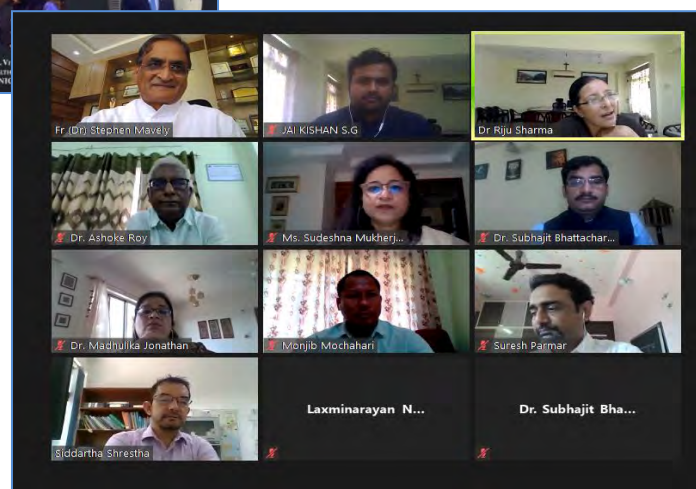 Fr (Dr) Stephen Mavely
JAI KISHAN S.G
Dr Riju Sharma
Dr. Ashoke Roy
Ms. Sudeshna Mukherj...
Dr. Subhajit Bhattachar...
Dr. Madhulika Jonathan
Monjib Mochahari
Suresh Parmar
Siddartha Shrestha
Laxminarayan N...
Dr. Subhajit Bha...